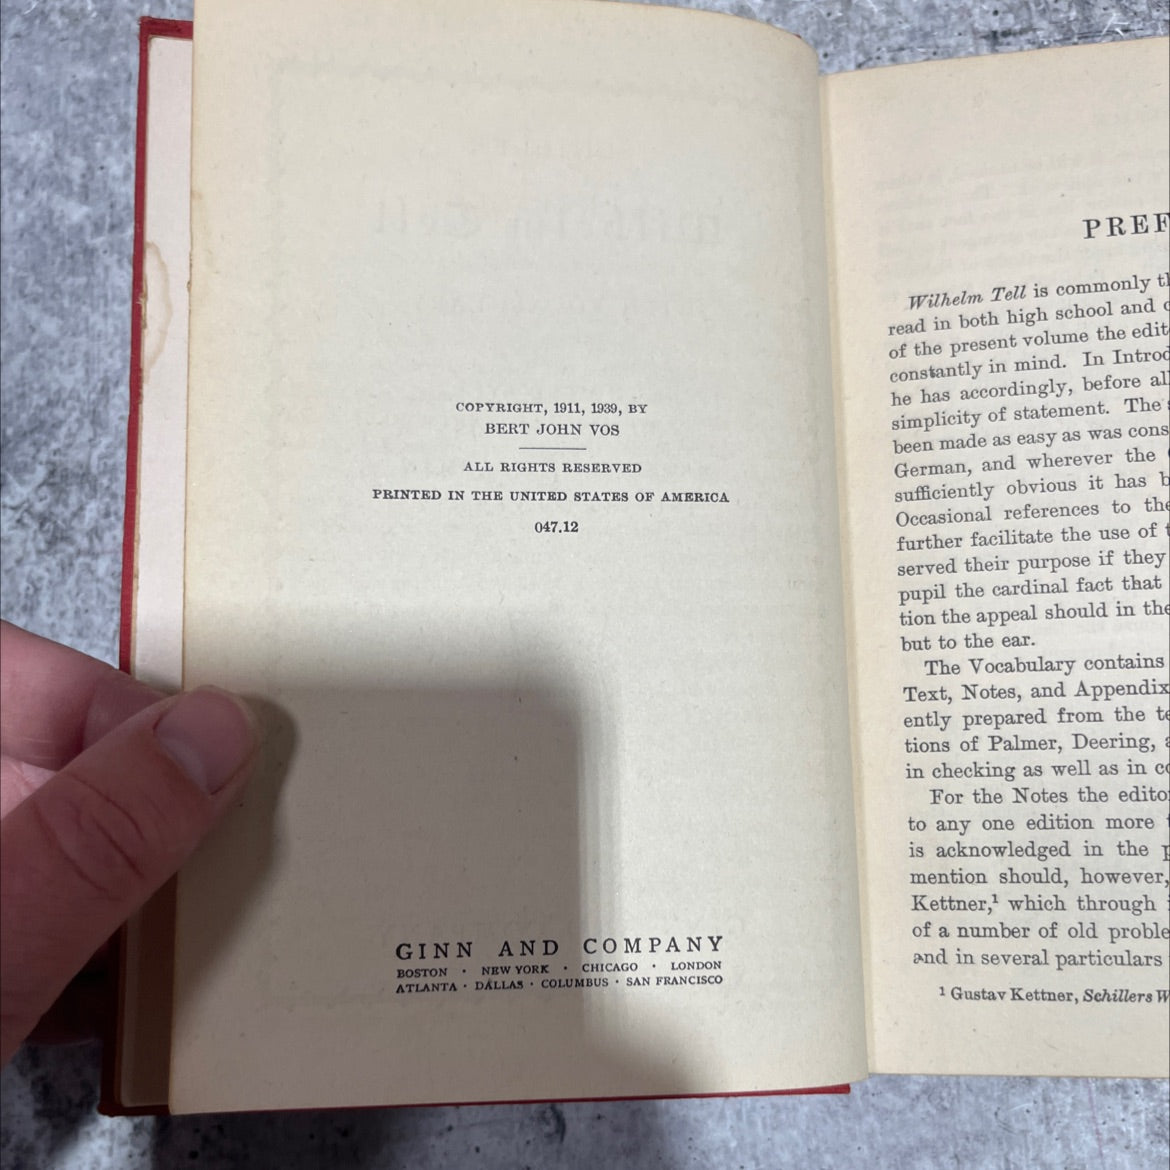 COPYRIGHT, 1911, 1939, BY
BERT JOHN VOS
ALL RIGHTS RESERVED
PRINTED IN THE UNITED STATES OF AMERICA
047.12
GINN AND COMPANY
BOSTON · NEW YORK · CHICAGO · LONDON
ATLANTA · DALLAS · COLUMBUS · SAN FRANCISCO
PREF
Wilhelm Tell is commonly
read in both high school and
of the present volume the
constantly in mind. In
he has accordingly, before
simplicity of statement. The
been made as easy as was
German, and wherever the
sufficiently obvious it has
Occasional references to the
further facilitate the use of
served their purpose if they
pupil the cardinal fact that
tion the appeal should in the
but to the ear.
The Vocabulary contains
Text, Notes, and Appendix
ently prepared from the
tions of Palmer, Deering,
in checking as well as in
For the Notes the
to any one edition more
is acknowledged in the
mention should, however,
Kettner,¹ which through
of a number of old
and in several particulars
¹ Gustav Kettner, Schillers W